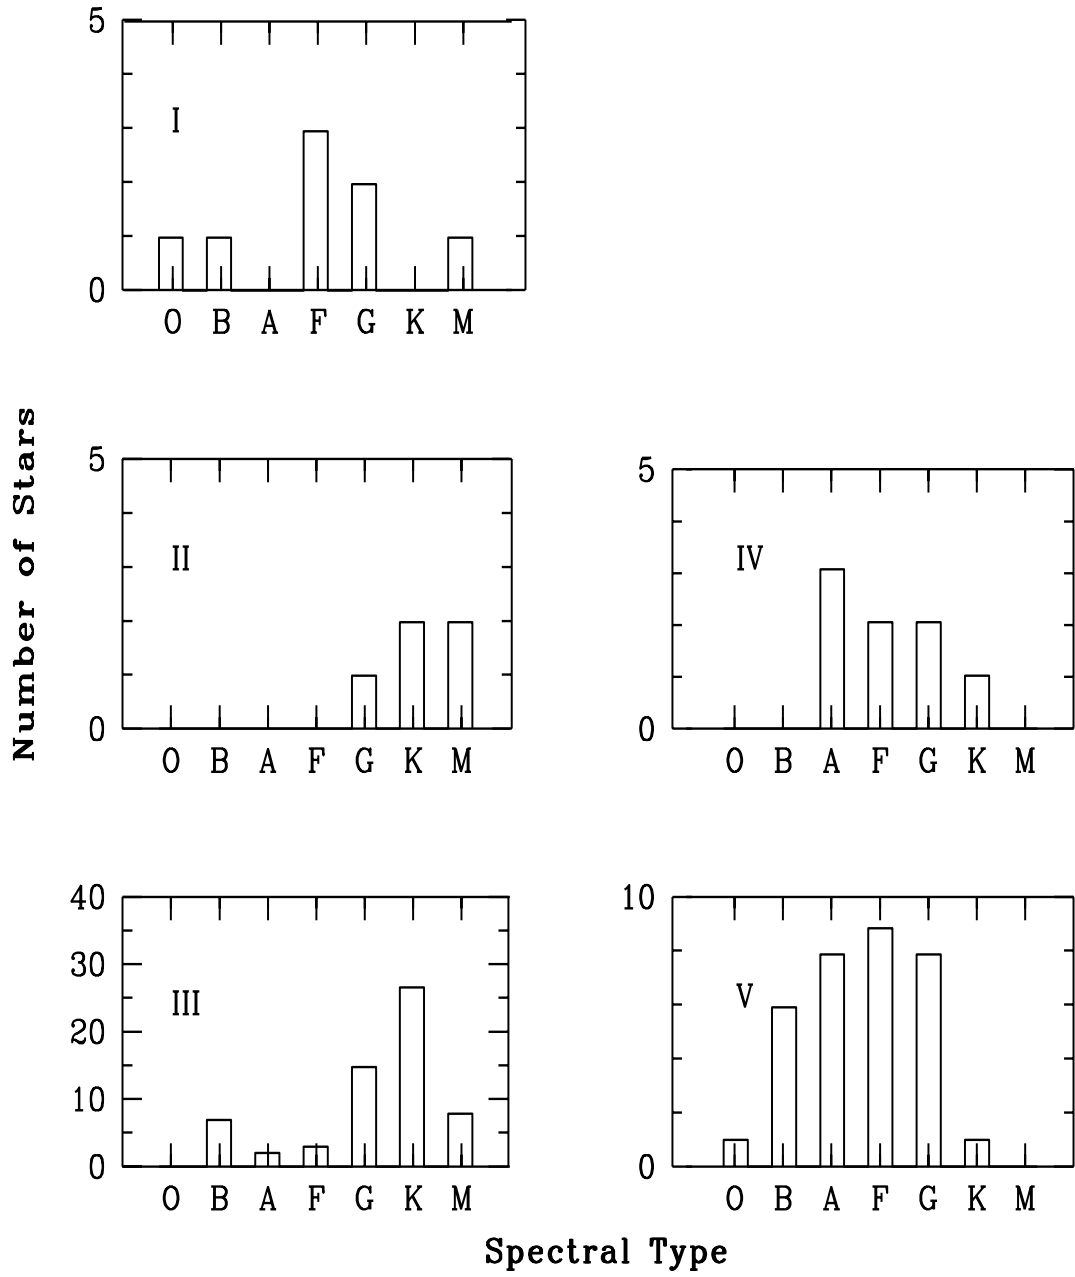 5
I
0
O B A F G K M
Number of Stars
5
II
0
O B A F G K M
5
IV
0
O B A F G K M
40
30
III
20
10
0
O B A F G K M
10
V
0
O B A F G K M
Spectral Type